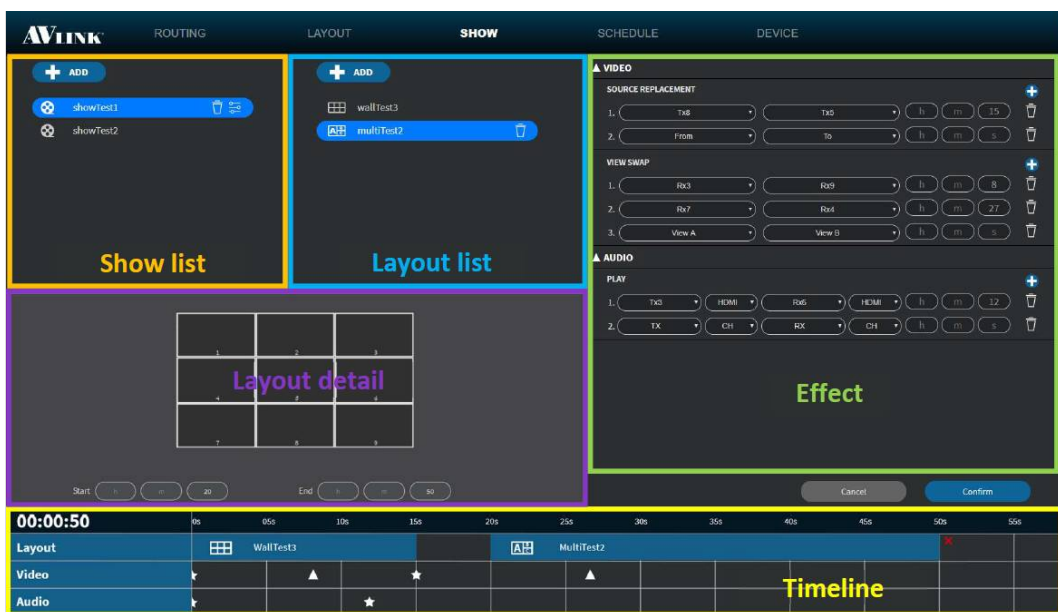 AVLINK ROUTING LAYOUT SHOW SCHEDULE DEVICE
ADD
showTest1
showTest2
Show list
ADD
wallTest3
multiTest2
Layout list
VIDEO
SOURCE REPLACEMENT
1. Tx8 Tx5 h m 15
2. From To h m s
VIEW SWAP
1. Rx3 Rx9 h m 8
2. Rx7 Rx4 h m 27
3. View A View B h m s
AUDIO
PLAY
1. Tx3 HDMI Rx6 HDMI h m 12
2. TX CH RX CH h m s
Effect
1 2 3
4 5 6
7 8 9
Layout detail
Start h m 20 End h m 50
Cancel Confirm
00:00:50 0s 05s 10s 15s 20s 25s 30s 35s 40s 45s 50s 55s
Layout WallTest3 MultiTest2
Video
Audio
Timeline